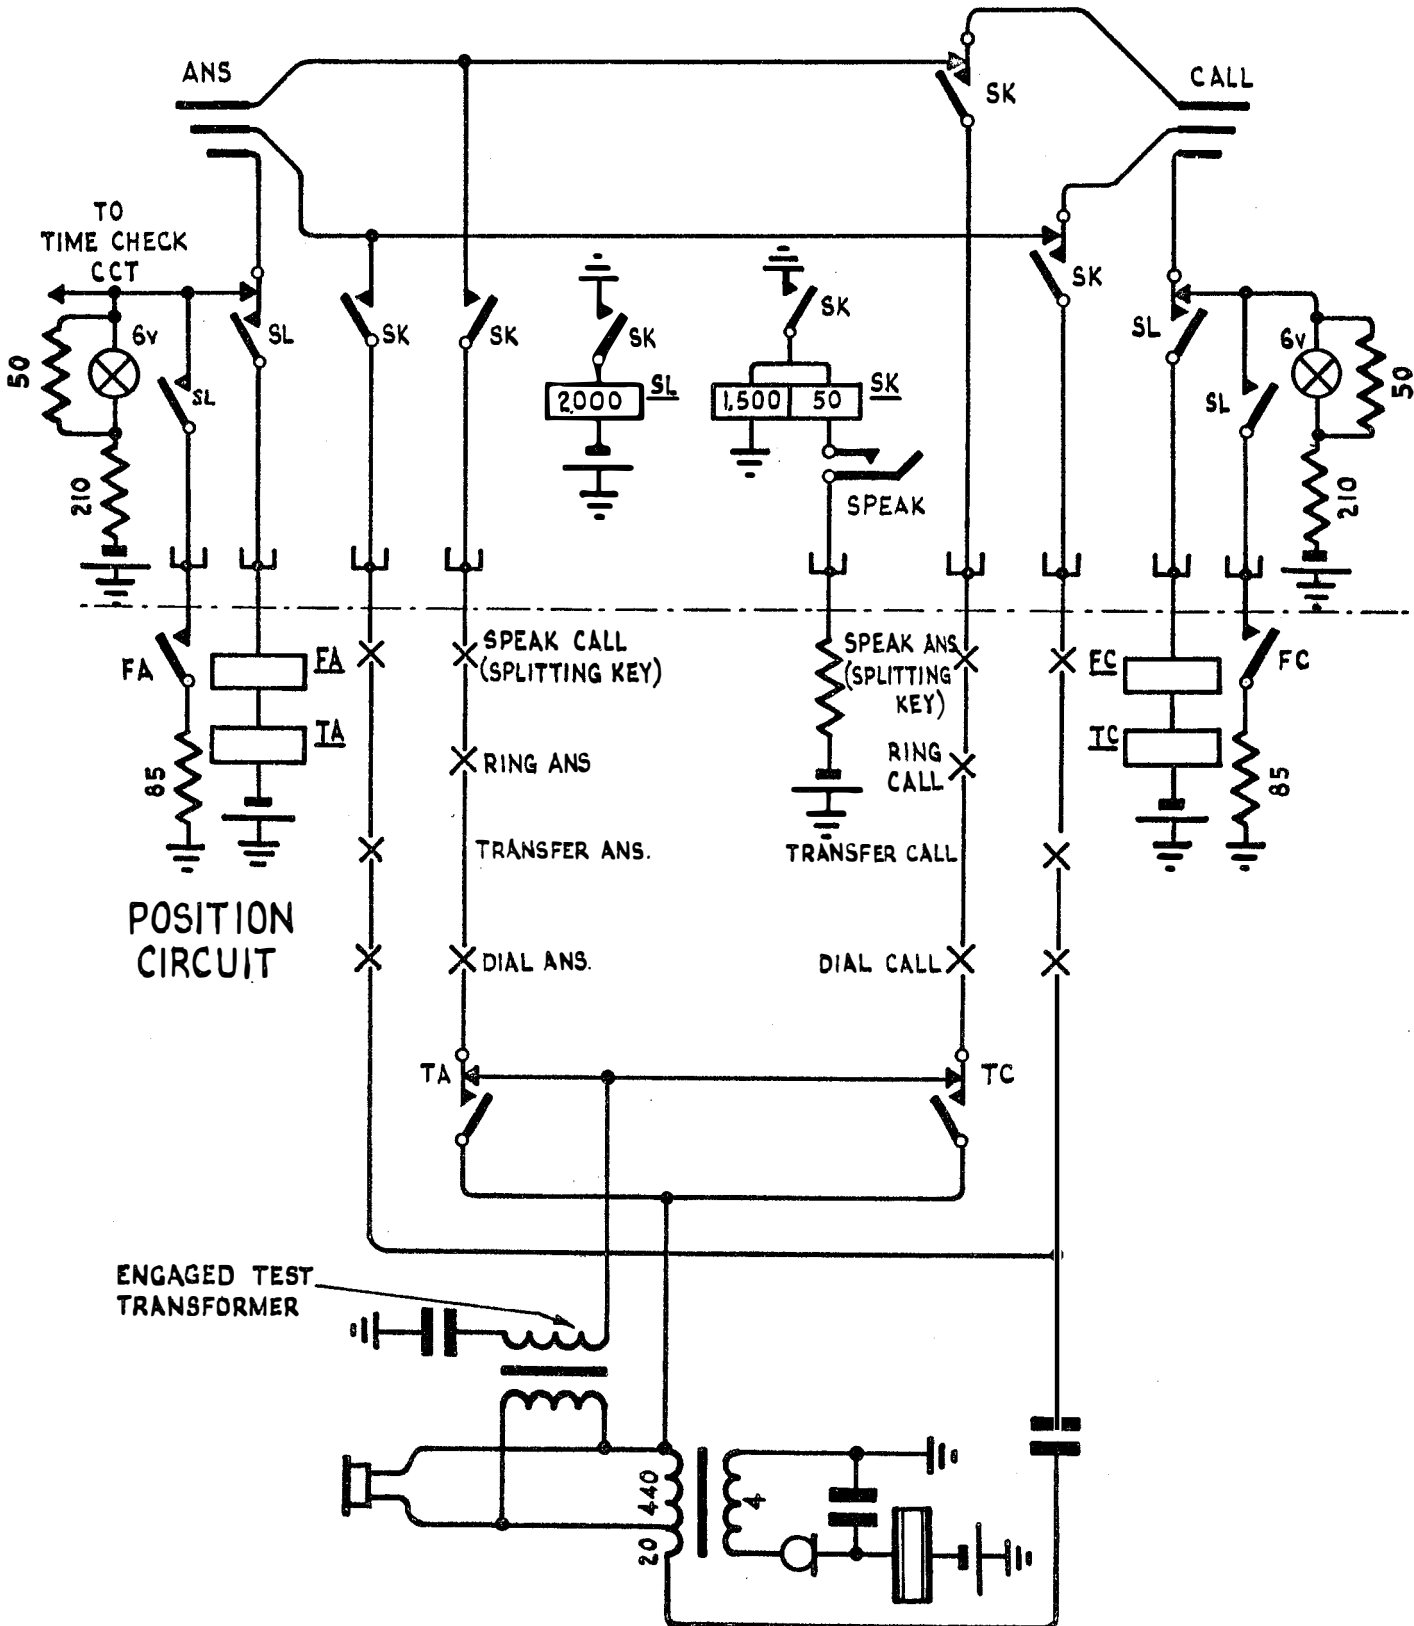 ANS
CALL
SK
TO
TIME CHECK
CCT
SK
6v
SL
SK
SK
SK
SK
SL
6v
50
SL
2,000
SL
1,500
50
SK
SL
50
210
SPEAK
210
FA
FA
SPEAK CALL
(SPLITTING KEY)
SPEAK ANS
(SPLITTING
KEY)
FC
FC
TA
TC
85
RING ANS
RING
CALL
85
TRANSFER ANS.
TRANSFER CALL
POSITION
CIRCUIT
DIAL ANS.
DIAL CALL
TA
TC
ENGAGED TEST
TRANSFORMER
440
4
20